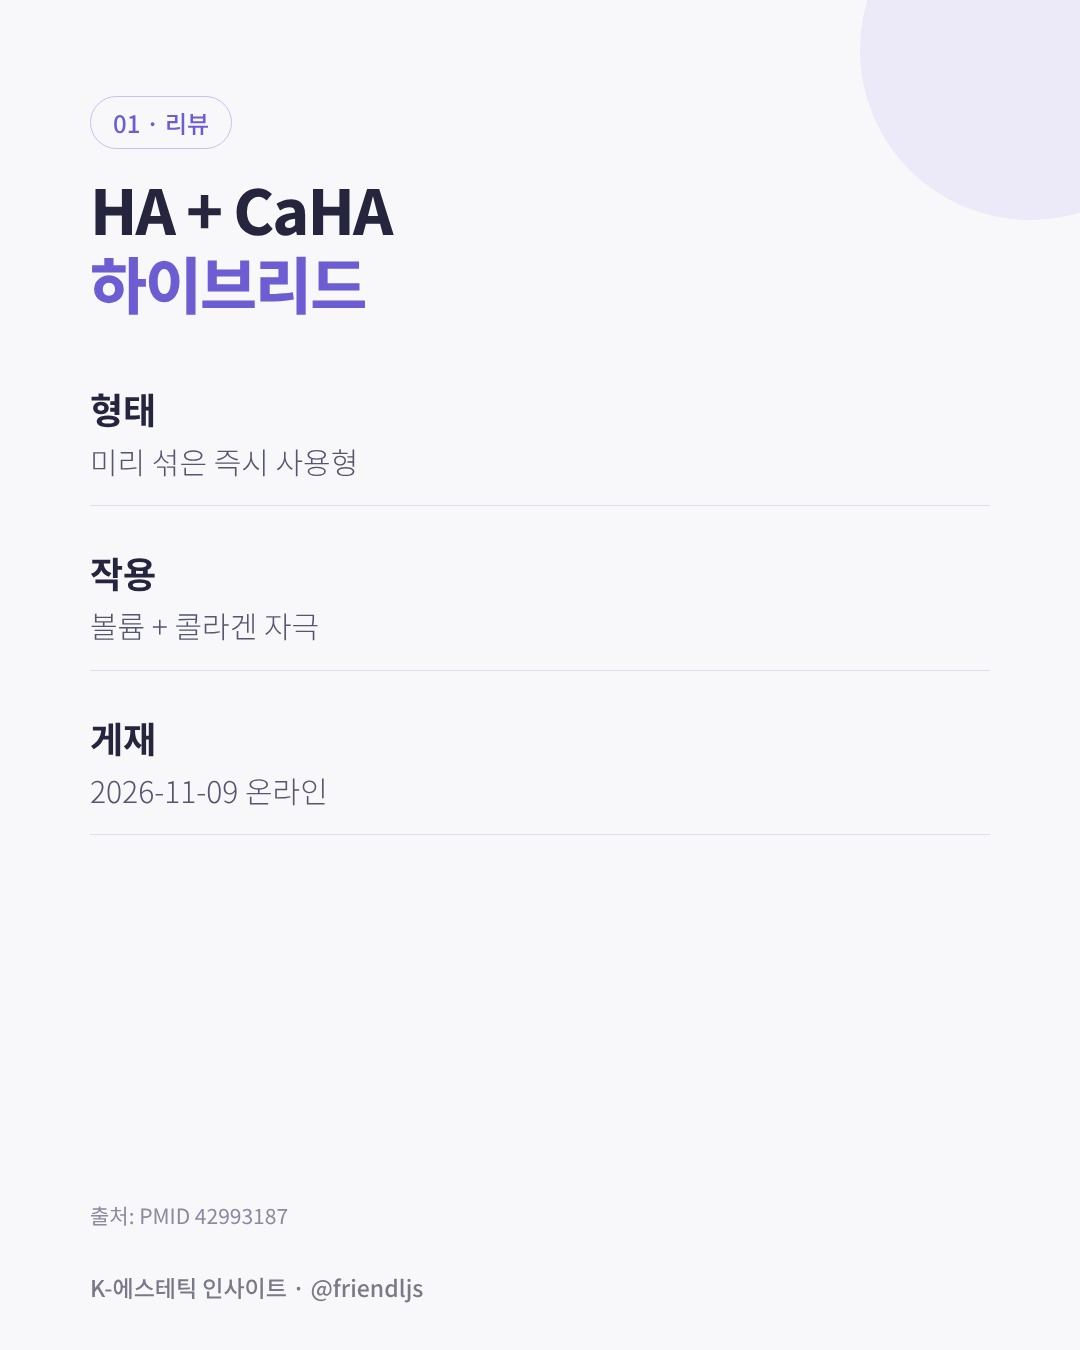 01 · 리뷰
HA + CaHA
하이브리드
형태
미리 섞은 즉시 사용형
작용
볼륨 + 콜라겐 자극
게재
2026-11-09 온라인
출처: PMID 42993187
K-에스테틱 인사이트 · @friendljs